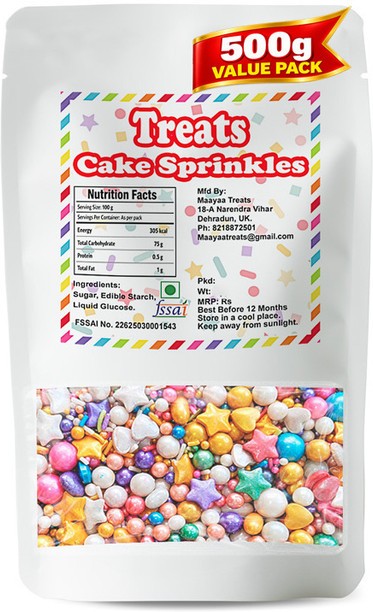 500g
VALUE PACK
Treats
Cake Sprinkles
Nutrition Facts
Serving Size: 100 g
Servings Per Container: As per pack
Energy 305 kcal
Total Carbohydrate 75 g
Protein 0.5 g
Total Fat 1 g
Ingredients:
Sugar, Edible Starch,
Liquid Glucose.
fssai
FSSAI No. 22625030001543
Mfd By:
Maayaa Treats
18-A Narendra Vihar
Dehradun, UK.
Ph: 8218872501
Maayaatreats@gmail.com
Pkd:
Wt:
MRP: Rs
Best Before 12 Months
Store in a cool place.
Keep away from sunlight.